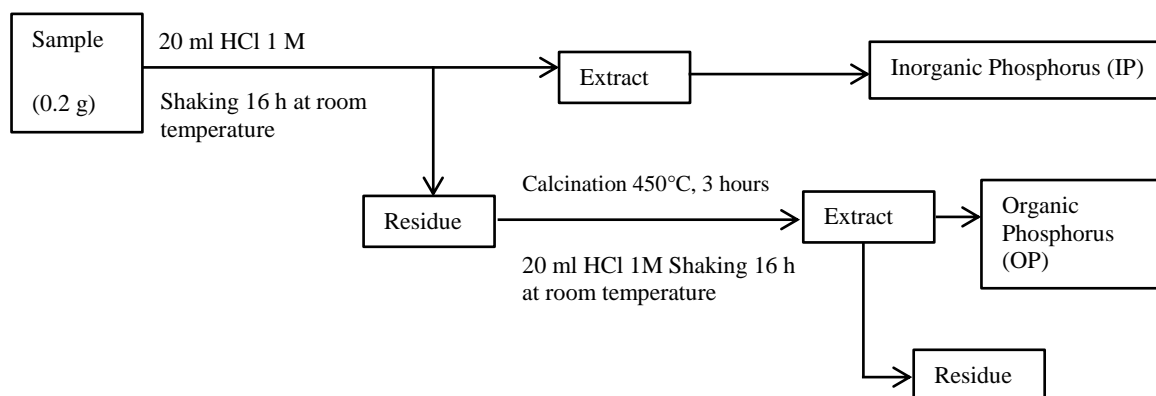 Sample
(0.2 g)
20 ml HCl 1 M
Shaking 16 h at room
temperature
Extract
Inorganic Phosphorus (IP)
Residue
Calcination 450°C, 3 hours
20 ml HCl 1M Shaking 16 h
at room temperature
Extract
Organic
Phosphorus
(OP)
Residue